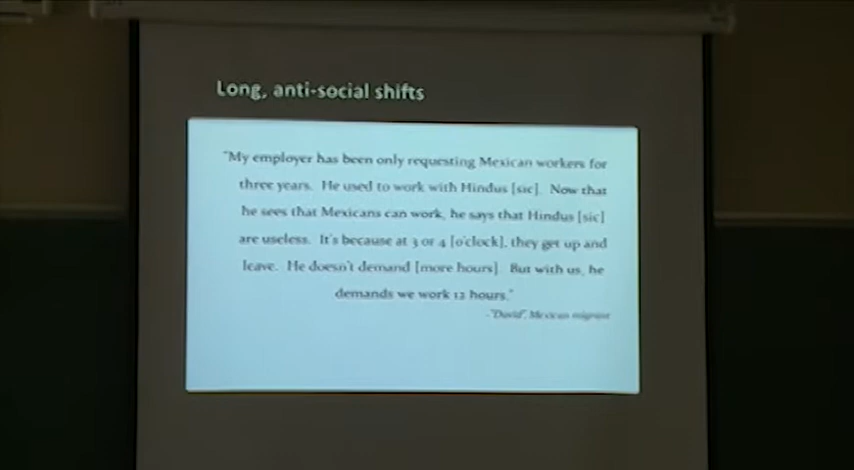 Long, anti-social shifts
"My employer has been only requesting Mexican workers for
three years. He used to work with Hindus [sic]. Now that
he sees that Mexicans can work, he says that Hindus [sic]
are useless. It's because at 3 or 4 [o'clock], they get up and
leave. He doesn't demand [more hours]. But with us, he
demands we work 12 hours."
-"David", Mexican migrant